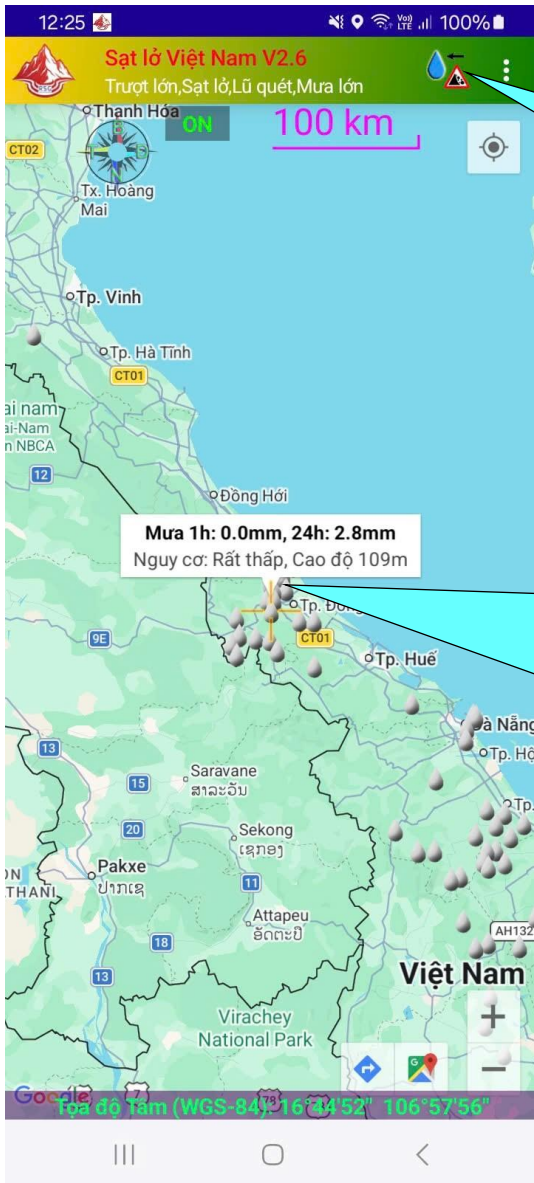 12:25
Vo))
LTE
100%
Sạt lở Việt Nam V2.6
Trượt lớn,Sạt lở,Lũ quét,Mưa lớn
Thanh Hóa
ON
100 km
CT02
Tx. Hoàng
Mai
Tp. Vinh
Tp. Hà Tĩnh
CT01
ai nam
ai-Nam
n NBCA
12
Đồng Hới
Mưa 1h: 0.0mm, 24h: 2.8mm
Nguy cơ: Rất thấp, Cao độ 109m
Tp. Đông
CT01
9E
Tp. Huế
13
à Nẵng
Tp. Hộ
Saravane
ສາລະວັນ
15
Tp.
20
Sekong
ເຊກອງ
ON
THANI
Pakxe
ປາກເຊ
11
Attapeu
ອັດຕະປື
AH132
18
Việt Nam
13
Virachey
National Park
+
−
Google
7
78
Tọa độ Tâm (WGS-84): 16°44'52" 106°57'56"